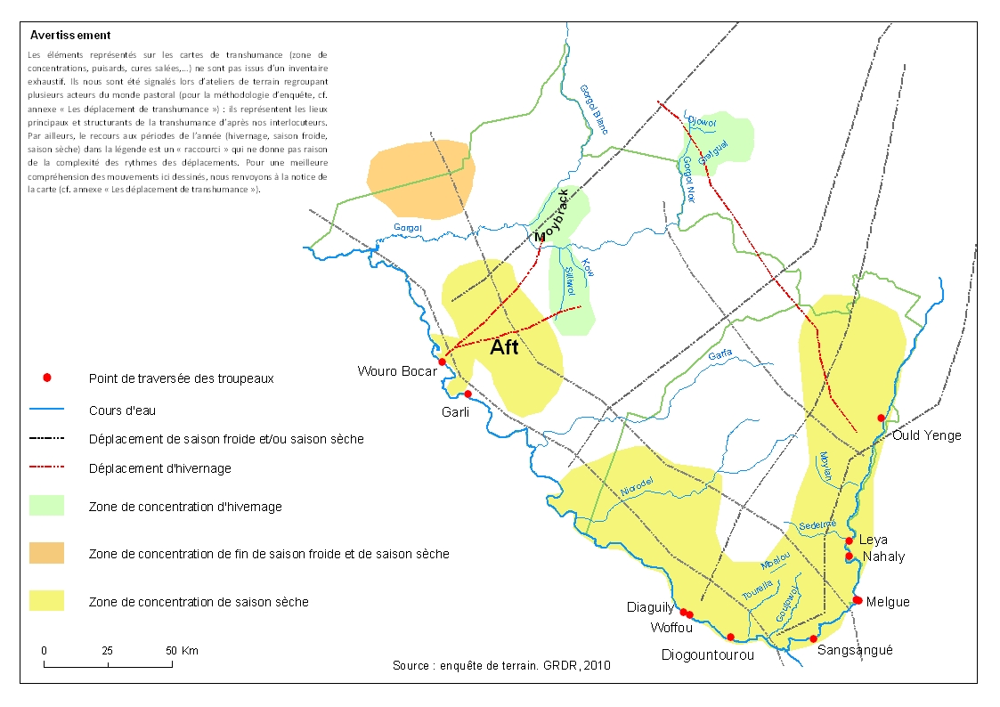 Avertissement
Les éléments représentés sur les cartes de transhumance (zone de
concentrations, puisards, cures salées,...) ne sont pas issus d'un inventaire
exhaustif. Ils nous sont été signalés lors d'ateliers de terrain regroupant
plusieurs acteurs du monde pastoral (pour la méthodologie d'enquête, cf.
annexe « Les déplacement de transhumance ») ; ils représentent les lieux
principaux et structurants de la transhumance d'après nos interlocuteurs.
Par ailleurs, le recours aux périodes de l'année (hivernage, saison froide,
saison sèche) dans la légende est un « raccourci » qui ne donne pas raison
de la complexité des rythmes des déplacements. Pour une meilleure
compréhension des mouvements ici dessinés, nous renvoyons à la notice de
la carte (cf. annexe « Les déplacement de transhumance »).
Gorgol Blanc
Djowol
Gorgol Noir
Moybrack
Gorgol
Kow
Siliwol
Aft
Garfa
Wouro Bocar
Garli
Ould Yenge
Moylah
Niorodel
Leya
Nahaly
Mbalou
Tourella
Goujowol
Melgue
Diaguily
Woffou
Diogountourou
Sangsangué
Point de traversée des troupeaux
Cours d'eau
Déplacement de saison froide et/ou saison sèche
Déplacement d'hivernage
Zone de concentration d'hivernage
Zone de concentration de fin de saison froide et de saison sèche
Zone de concentration de saison sèche
0 25 50 Km
Source : enquête de terrain. GRDR, 2010